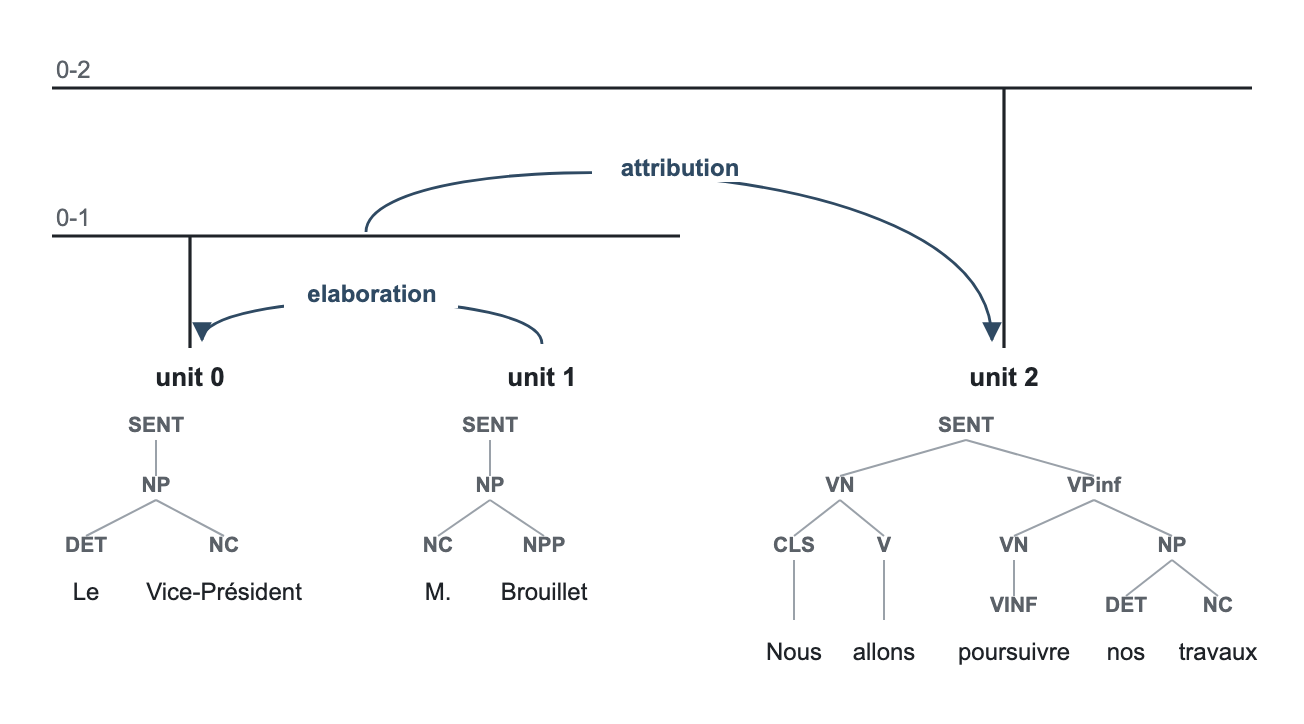 0-2
attribution
0-1
elaboration
unit 0 unit 1 unit 2
SENT SENT SENT
NP NP VN VPinf
DET NC NC NPP CLS V VN NP
Le Vice-Président M. Brouillet VINF DET NC
Nous allons poursuivre nos travaux